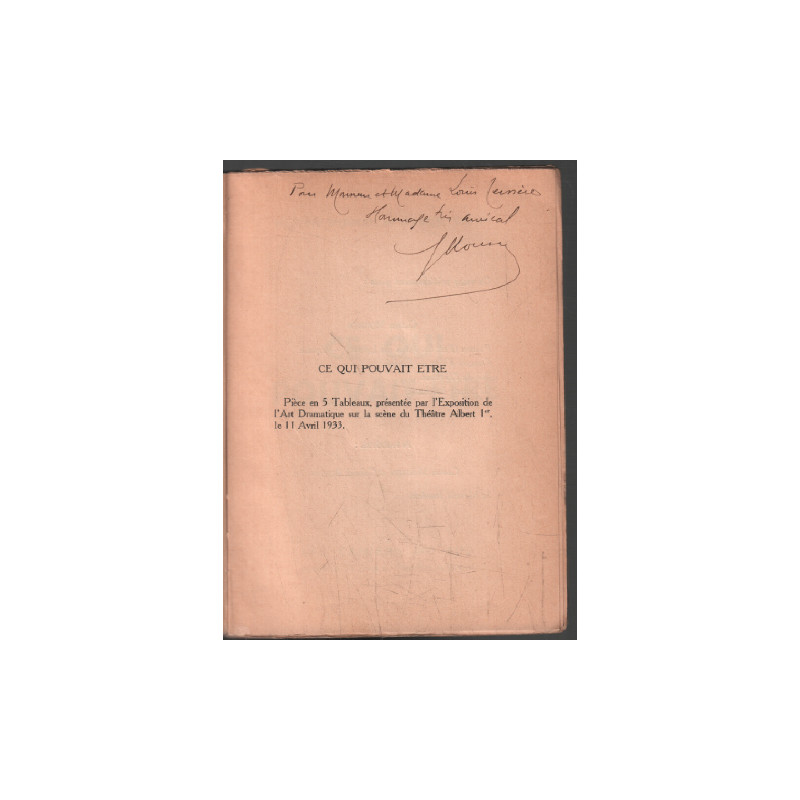 Pour Monsieur et Madame Louis
Hommage très amical
CE QUI POUVAIT ETRE
Pièce en 5 Tableaux, présentée par l'Exposition de
l'Art Dramatique sur la scène du Théâtre Albert Iᵉʳ,
le 11 Avril 1933.